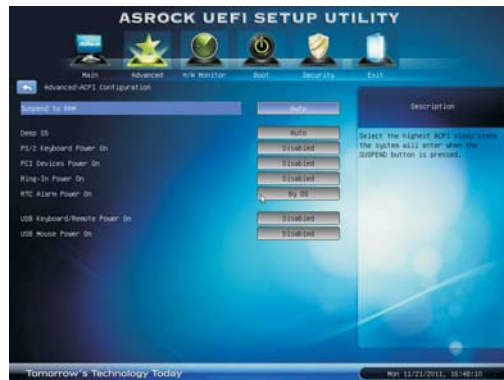 ASROCK UEFI SETUP UTILITY
Main Advanced H/W Monitor Boot Security Exit
Advanced\ACPI Configuration
Description
Suspend to RAM Auto
Select the highest ACPI sleep state
the system will enter when the
SUSPEND button is pressed.
Deep S5 Auto
PS/2 Keyboard Power On Disabled
PCI Devices Power On Disabled
Ring-In Power On Disabled
RTC Alarm Power On By OS
USB Keyboard/Remote Power On Disabled
USB Mouse Power On Disabled
Tomorrow's Technology Today
Mon 11/21/2011, 16:48:10